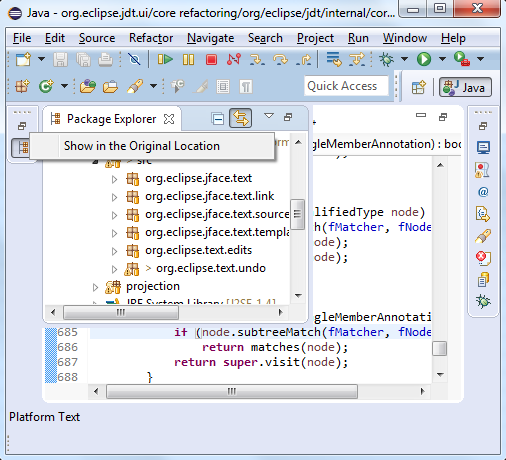 Java - org.eclipse.jdt.ui/core refactoring/org/eclipse/jdt/internal/cor...
File Edit Source Refactor Navigate Search Project Run Window Help
Quick Access
Java
Package Explorer
Show in the Original Location
gleMemberAnnotation) : boo
src
org.eclipse.jface.text
org.eclipse.jface.text.link
org.eclipse.jface.text.source
lifiedType node)
org.eclipse.jface.text.templa
h(fMatcher, fNode
org.eclipse.text.edits
ode);
> org.eclipse.text.undo
ode);
projection
JRE System Library [J2SE-1.4]
gleMemberAnnotatio
685 if (node.subtreeMatch(fMatcher, fNode
686 return matches(node);
687 return super.visit(node);
688 }
Platform Text